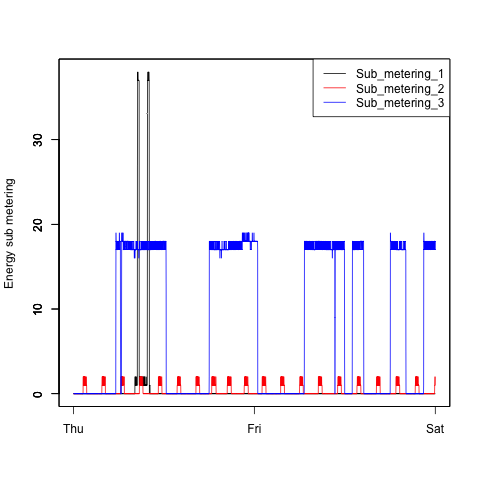 Sub_metering_1
Sub_metering_2
Sub_metering_3
Energy sub metering
30
20
10
0
Thu
Fri
Sat